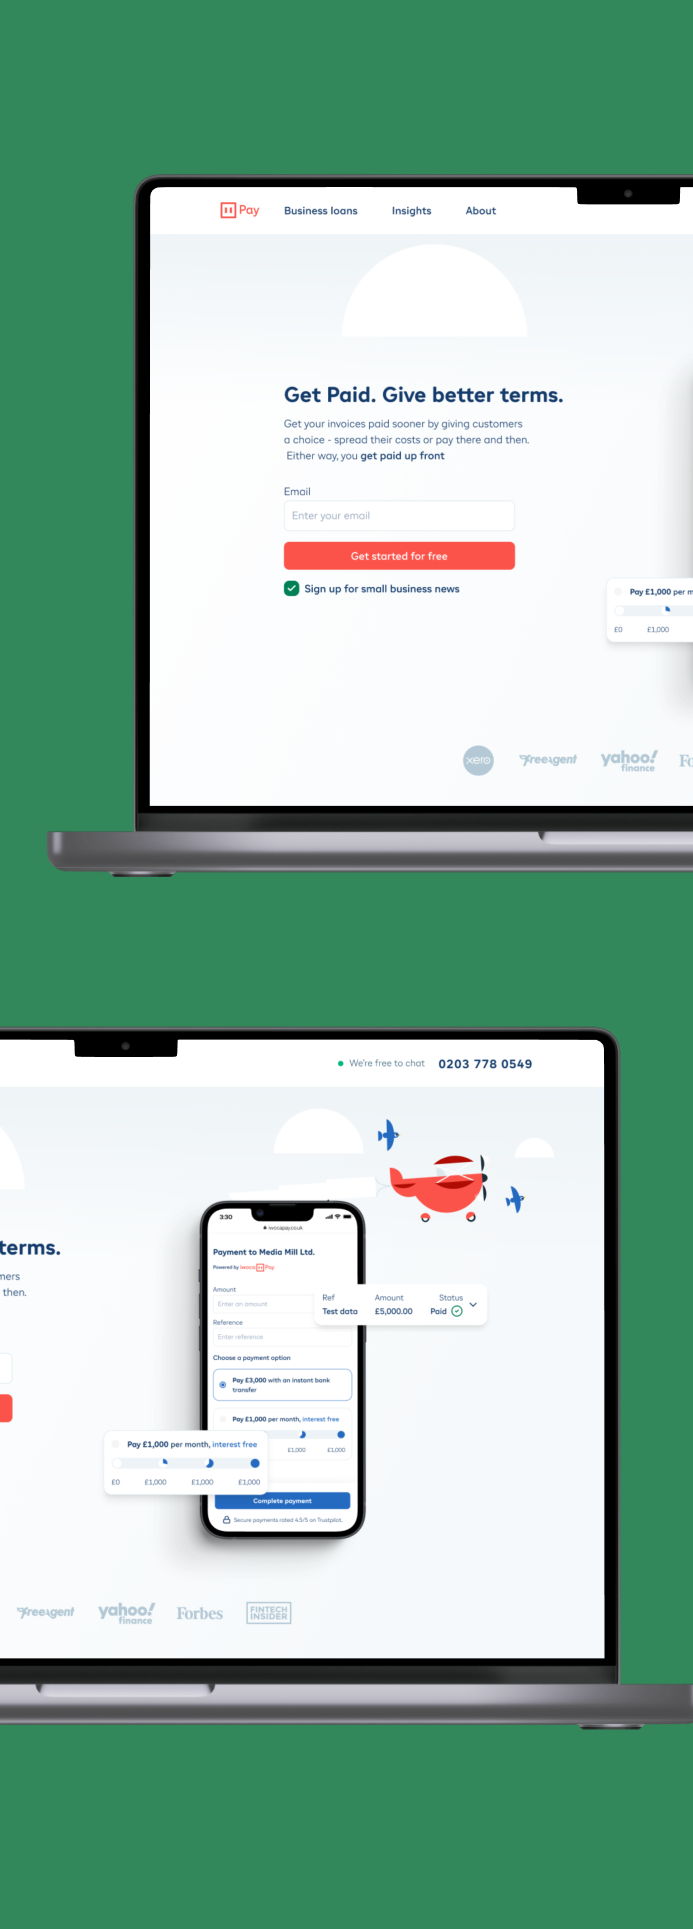 Pay
Business loans
Insights
About
Get Paid. Give better terms.
Get your invoices paid sooner by giving customers
a choice - spread their costs or pay there and then.
Either way, you get paid up front
Email
Enter your email
Get started for free
Sign up for small business news
Pay £1,000 per m
£0
£1,000
xero
freeagent
yahoo!
finance
Fo
We're free to chat
0203 778 0549
terms.
mers
then.
3:30
iwocapay.co.uk
Payment to Media Mill Ltd.
Powered by iwoca Pay
Amount
Enter an amount
Reference
Enter reference
Ref Amount Status
Test data £5,000.00 Paid
Choose a payment option
Pay £3,000 with an instant bank
transfer
Pay £1,000 per month, interest free
£1,000 £1,000
Pay £1,000 per month, interest free
£0 £1,000 £1,000 £1,000
Complete payment
Secure payments rated 4.5/5 on Trustpilot.
freeagent
yahoo!
finance
Forbes
FINTECH
INSIDER